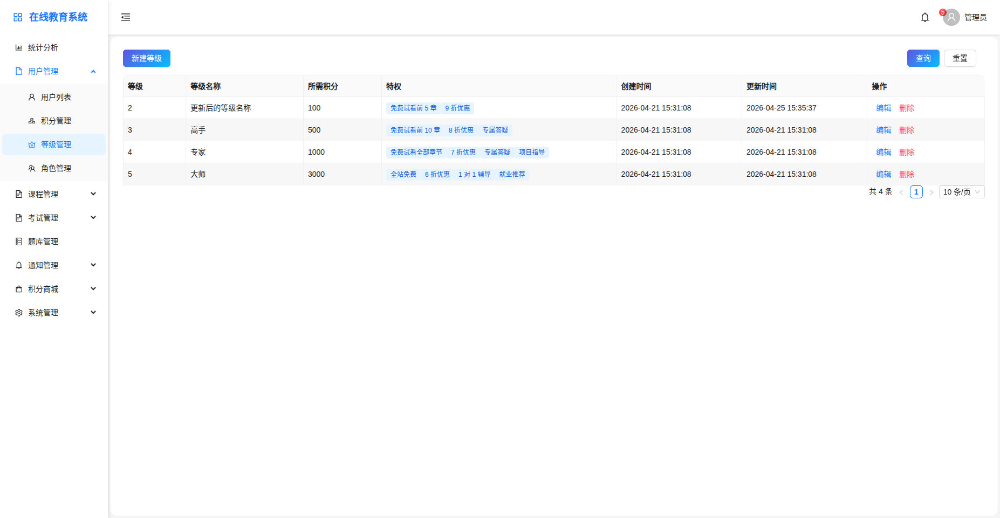 在线教育系统
5
管理员
统计分析
用户管理
用户列表
积分管理
等级管理
角色管理
课程管理
考试管理
题库管理
通知管理
积分商城
系统管理
新建等级
查询 重置
等级 等级名称 所需积分 特权 创建时间 更新时间 操作
2 更新后的等级名称 100 免费试看前 5 章 9 折优惠 2026-04-21 15:31:08 2026-04-25 15:35:37 编辑 删除
3 高手 500 免费试看前 10 章 8 折优惠 专属答疑 2026-04-21 15:31:08 2026-04-21 15:31:08 编辑 删除
4 专家 1000 免费试看全部章节 7 折优惠 专属答疑 项目指导 2026-04-21 15:31:08 2026-04-21 15:31:08 编辑 删除
5 大师 3000 全站免费 6 折优惠 1 对 1 辅导 就业推荐 2026-04-21 15:31:08 2026-04-21 15:31:08 编辑 删除
共 4 条 1 10 条/页